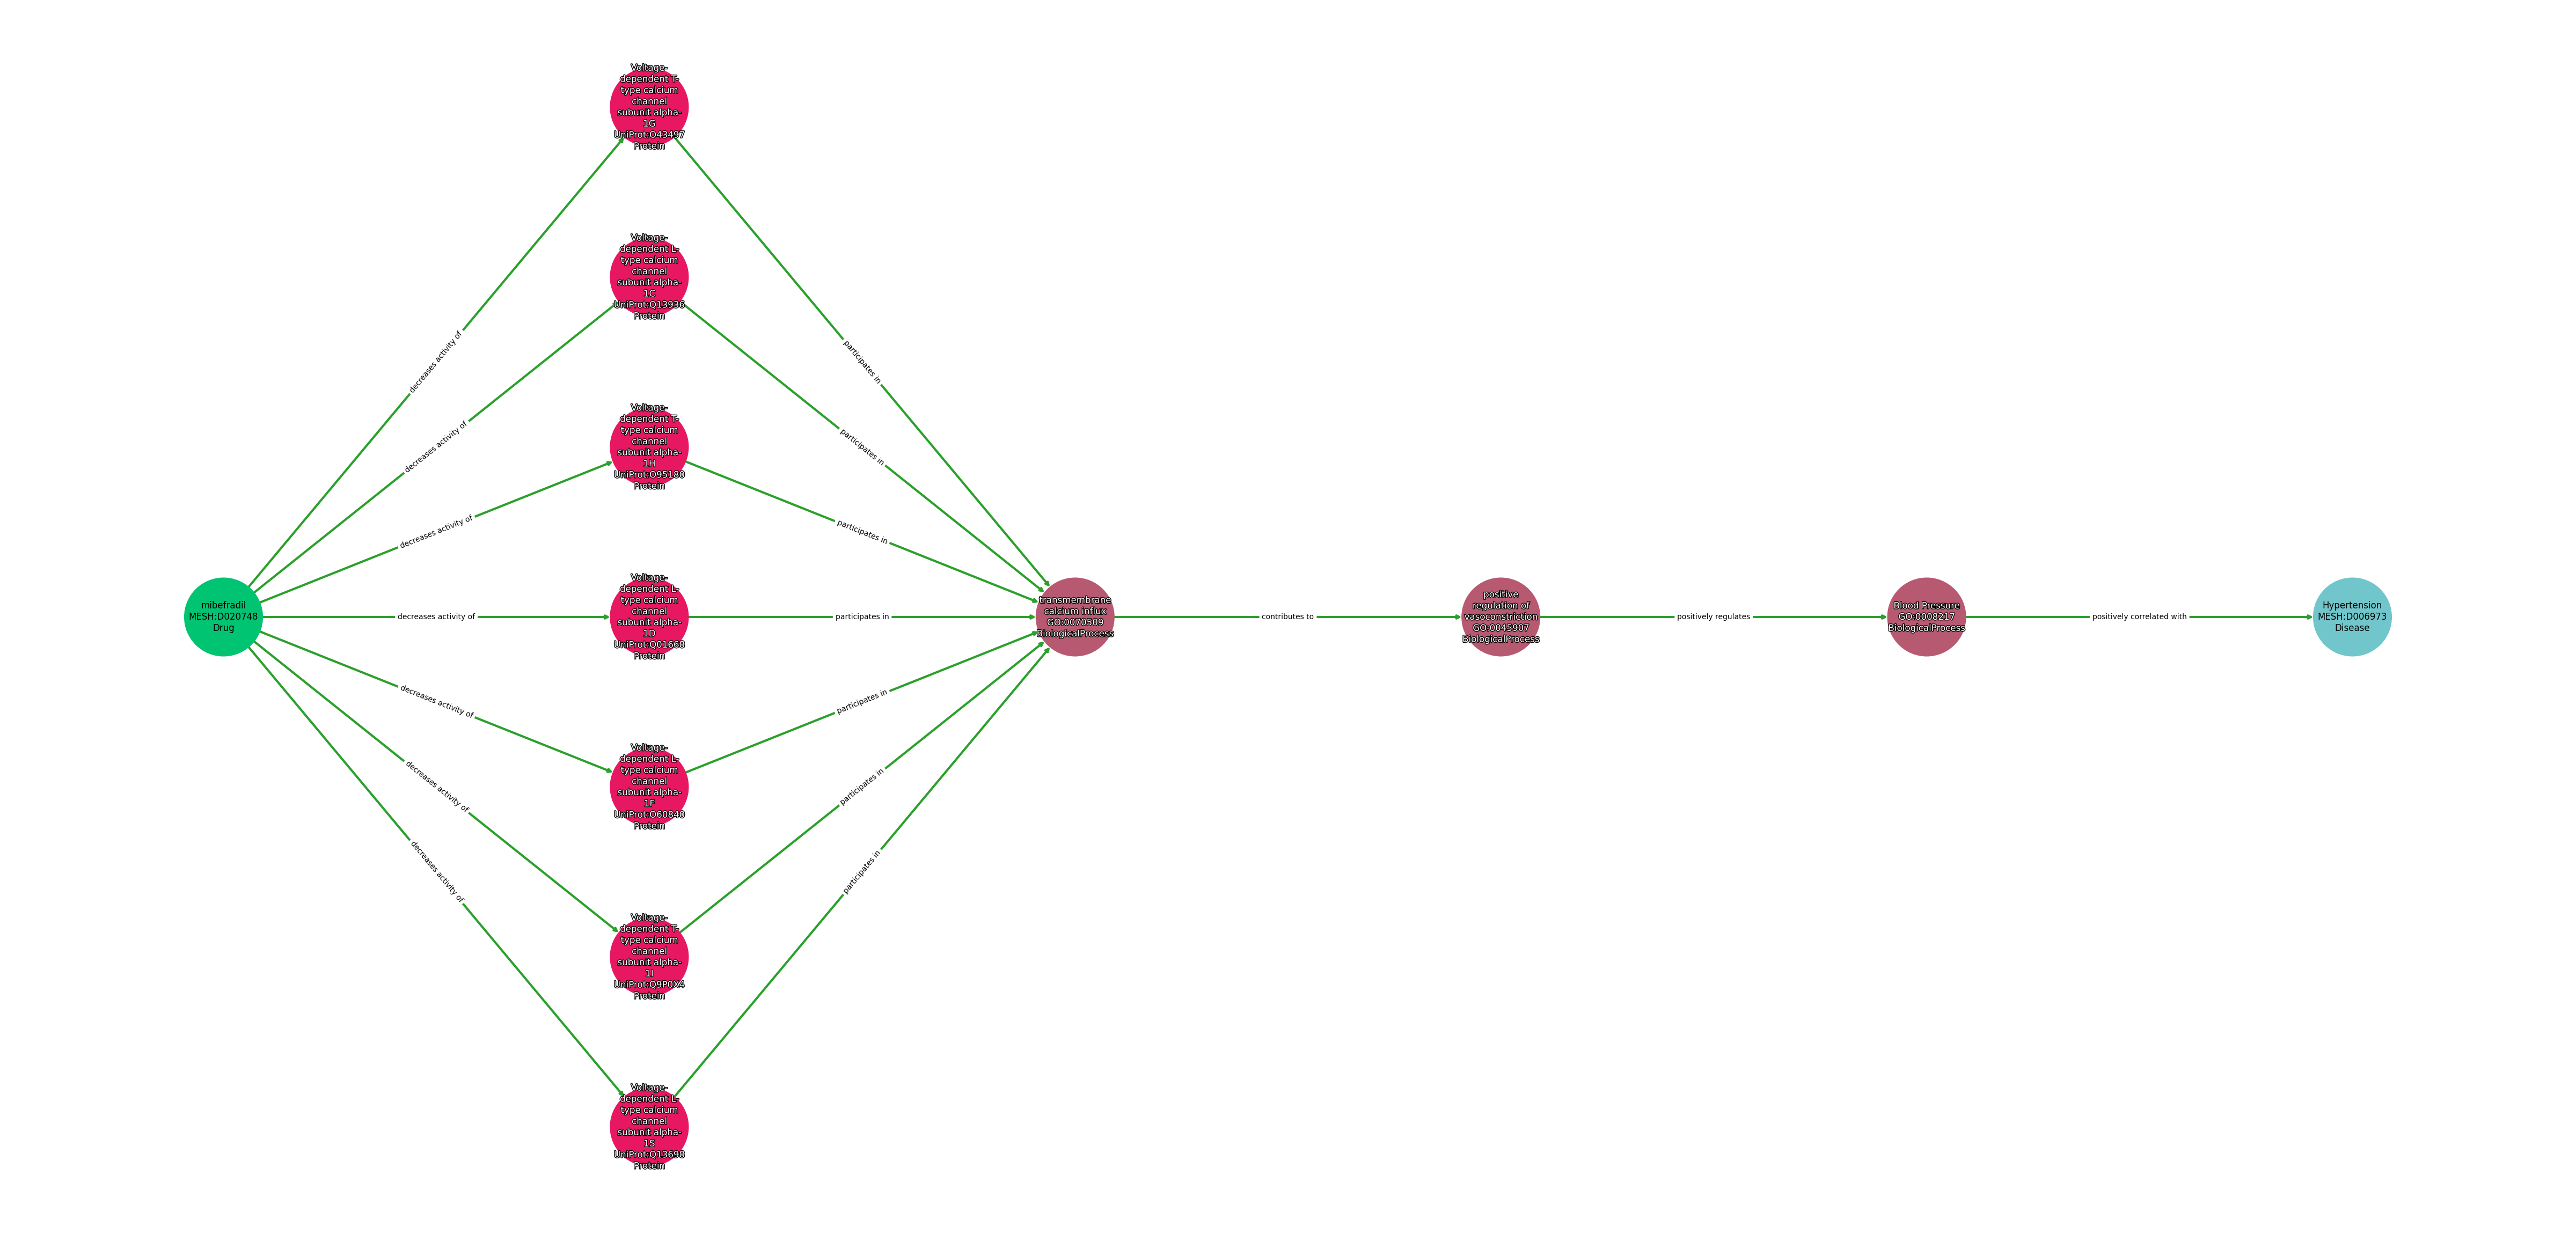 Voltage-
dependent T-
type calcium
channel
subunit alpha-
1G
UniProt:O43497
Protein
decreases activity of
participates in
Voltage-
dependent L-
type calcium
channel
subunit alpha-
1C
UniProt:Q13936
Protein
decreases activity of
participates in
Voltage-
dependent T-
type calcium
channel
subunit alpha-
1H
UniProt:O95180
Protein
decreases activity of
participates in
mibefradil
MESH:D020748
Drug
decreases activity of
Voltage-
dependent L-
type calcium
channel
subunit alpha-
1D
UniProt:Q01668
Protein
participates in
transmembrane
calcium influx
GO:0070509
BiologicalProcess
contributes to
positive
regulation of
vasoconstriction
GO:0045907
BiologicalProcess
positively regulates
Blood Pressure
GO:0008217
BiologicalProcess
positively correlated with
Hypertension
MESH:D006973
Disease
decreases activity of
participates in
Voltage-
dependent L-
type calcium
channel
subunit alpha-
1F
UniProt:O60840
Protein
decreases activity of
participates in
Voltage-
dependent T-
type calcium
channel
subunit alpha-
1I
UniProt:Q9P0X4
Protein
decreases activity of
participates in
Voltage-
dependent L-
type calcium
channel
subunit alpha-
1S
UniProt:Q13698
Protein